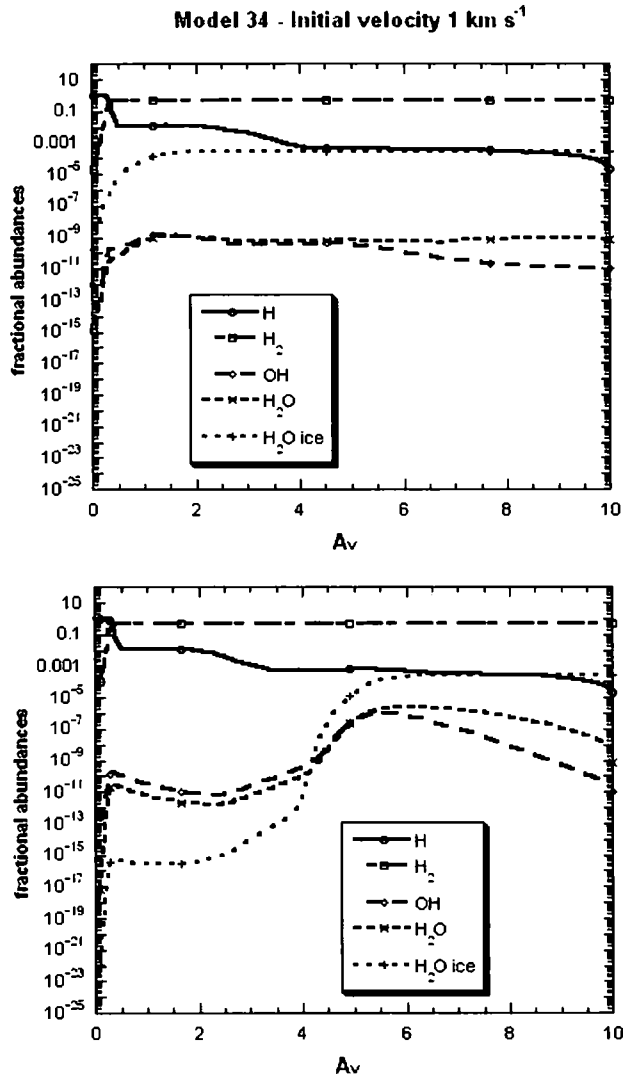 Model 34 - Initial velocity 1 km s⁻¹
fractional abundances
10
0.1
0.001
10⁻⁵
10⁻⁷
10⁻⁹
10⁻¹¹
10⁻¹³
10⁻¹⁵
10⁻¹⁷
10⁻¹⁹
10⁻²¹
10⁻²³
10⁻²⁵
H
H₂
OH
H₂O
H₂O ice
0 2 4 6 8 10
Av
fractional abundances
10
0.1
0.001
10⁻⁵
10⁻⁷
10⁻⁹
10⁻¹¹
10⁻¹³
10⁻¹⁵
10⁻¹⁷
10⁻¹⁹
10⁻²¹
10⁻²³
10⁻²⁵
H
H₂
OH
H₂O
H₂O ice
0 2 4 6 8 10
Av